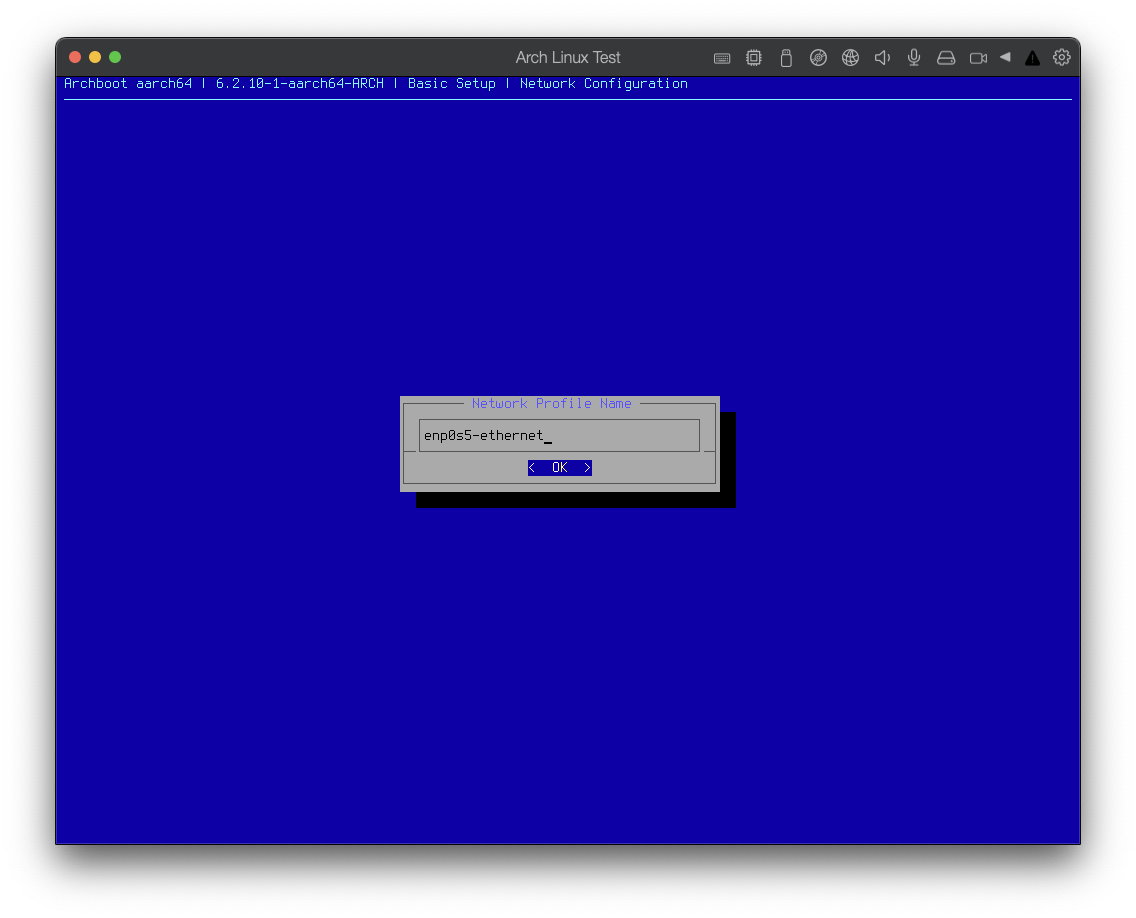 Arch Linux Test
Archboot aarch64 | 6.2.10-1-aarch64-ARCH | Basic Setup | Network Configuration
Network Profile Name
enp0s5-ethernet_
< OK >